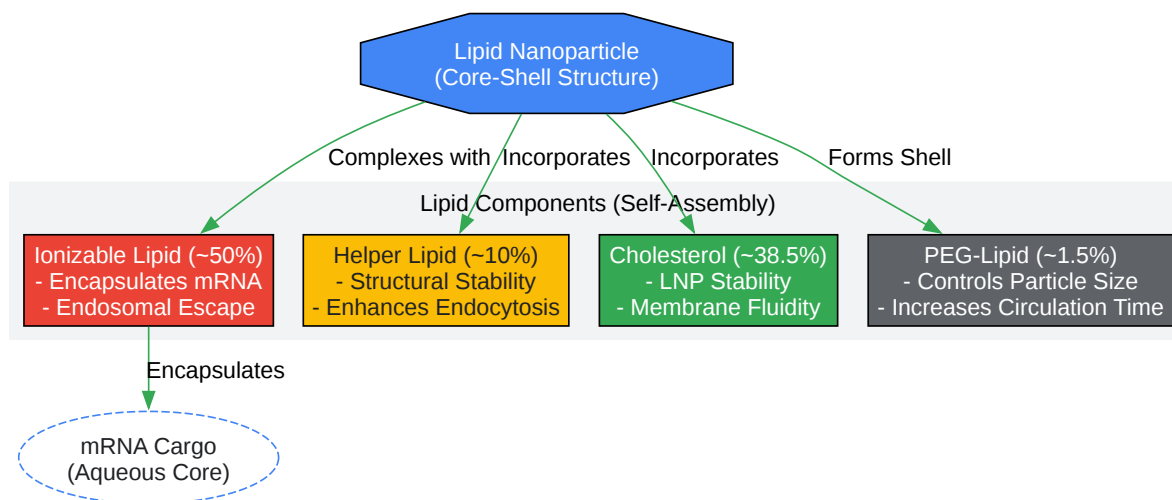 Lipid Nanoparticle
(Core-Shell Structure)
Complexes with
Incorporates
Incorporates
Forms Shell
Lipid Components (Self-Assembly)
Ionizable Lipid (~50%)
- Encapsulates mRNA
- Endosomal Escape
Helper Lipid (~10%)
- Structural Stability
- Enhances Endocytosis
Cholesterol (~38.5%)
- LNP Stability
- Membrane Fluidity
PEG-Lipid (~1.5%)
- Controls Particle Size
- Increases Circulation Time
Encapsulates
mRNA Cargo
(Aqueous Core)